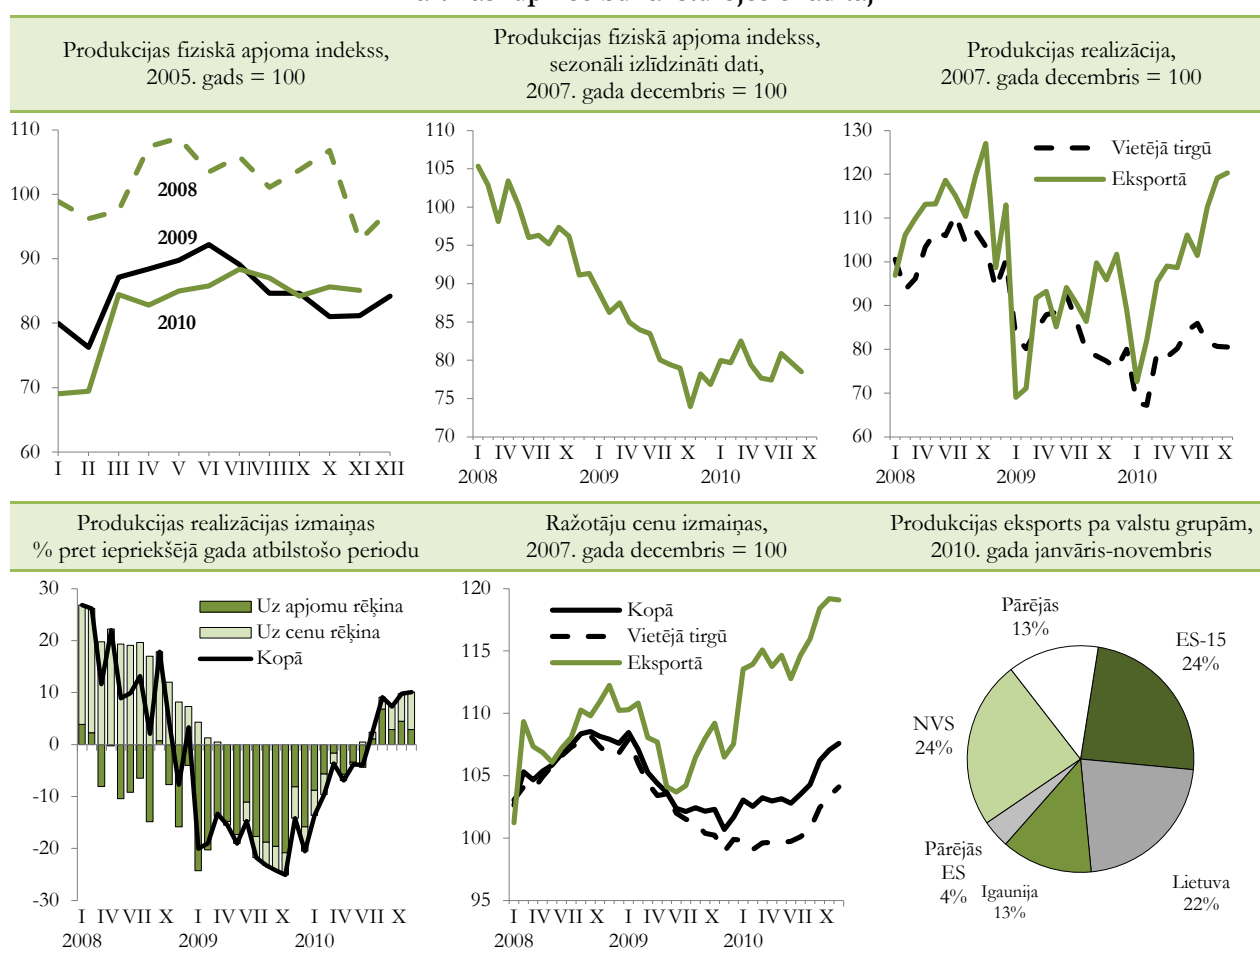 Produkcijas fiziskā apjoma indekss,
2005. gads = 100
Produkcijas fiziskā apjoma indekss,
sezonāli izlīdzināti dati,
2007. gada decembris = 100
Produkcijas realizācija,
2007. gada decembris = 100
110
100
90
80
70
60
2008
2009
2010
I II III IV V VI VII VIII IX X XI XII
110
105
100
95
90
85
80
75
70
I IV VII X I IV VII X I IV VII X
2008 2009 2010
130
120
110
100
90
80
70
60
Vietējā tirgū
Eksportā
I IV VII X I IV VII X I IV VII X
2008 2009 2010
Produkcijas realizācijas izmaiņas
% pret iepriekšējā gada atbilstošo periodu
Ražotāju cenu izmaiņas,
2007. gada decembris = 100
Produkcijas eksports pa valstu grupām,
2010. gada janvāris-novembris
30
20
10
0
-10
-20
-30
Uz apjomu rēķina
Uz cenu rēķina
Kopā
I IV VII X I IV VII X I IV VII X
2008 2009 2010
120
115
110
105
100
95
Kopā
Vietējā tirgū
Eksportā
I IV VII X I IV VII X I IV VII X
2008 2009 2010
Pārējās
13%
ES-15
24%
NVS
24%
Pārējās
ES
4%
Igaunija
13%
Lietuva
22%